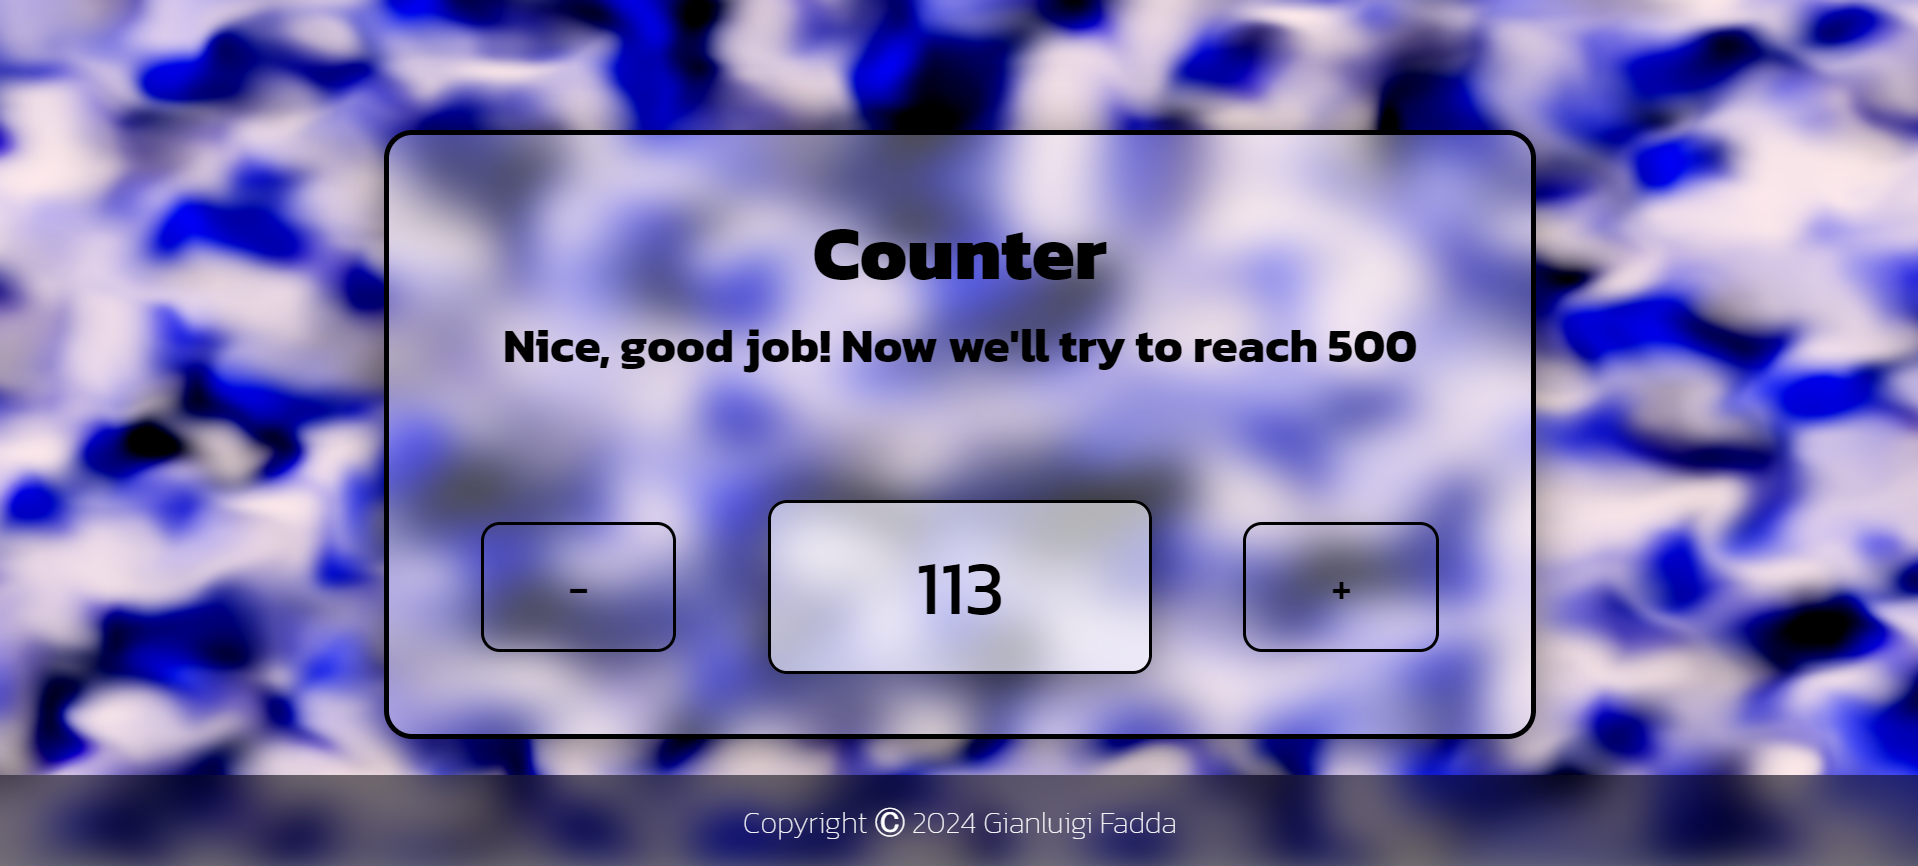 Counter
Nice, good job! Now we'll try to reach 500
-
113
+
Copyright © 2024 Gianluigi Fadda